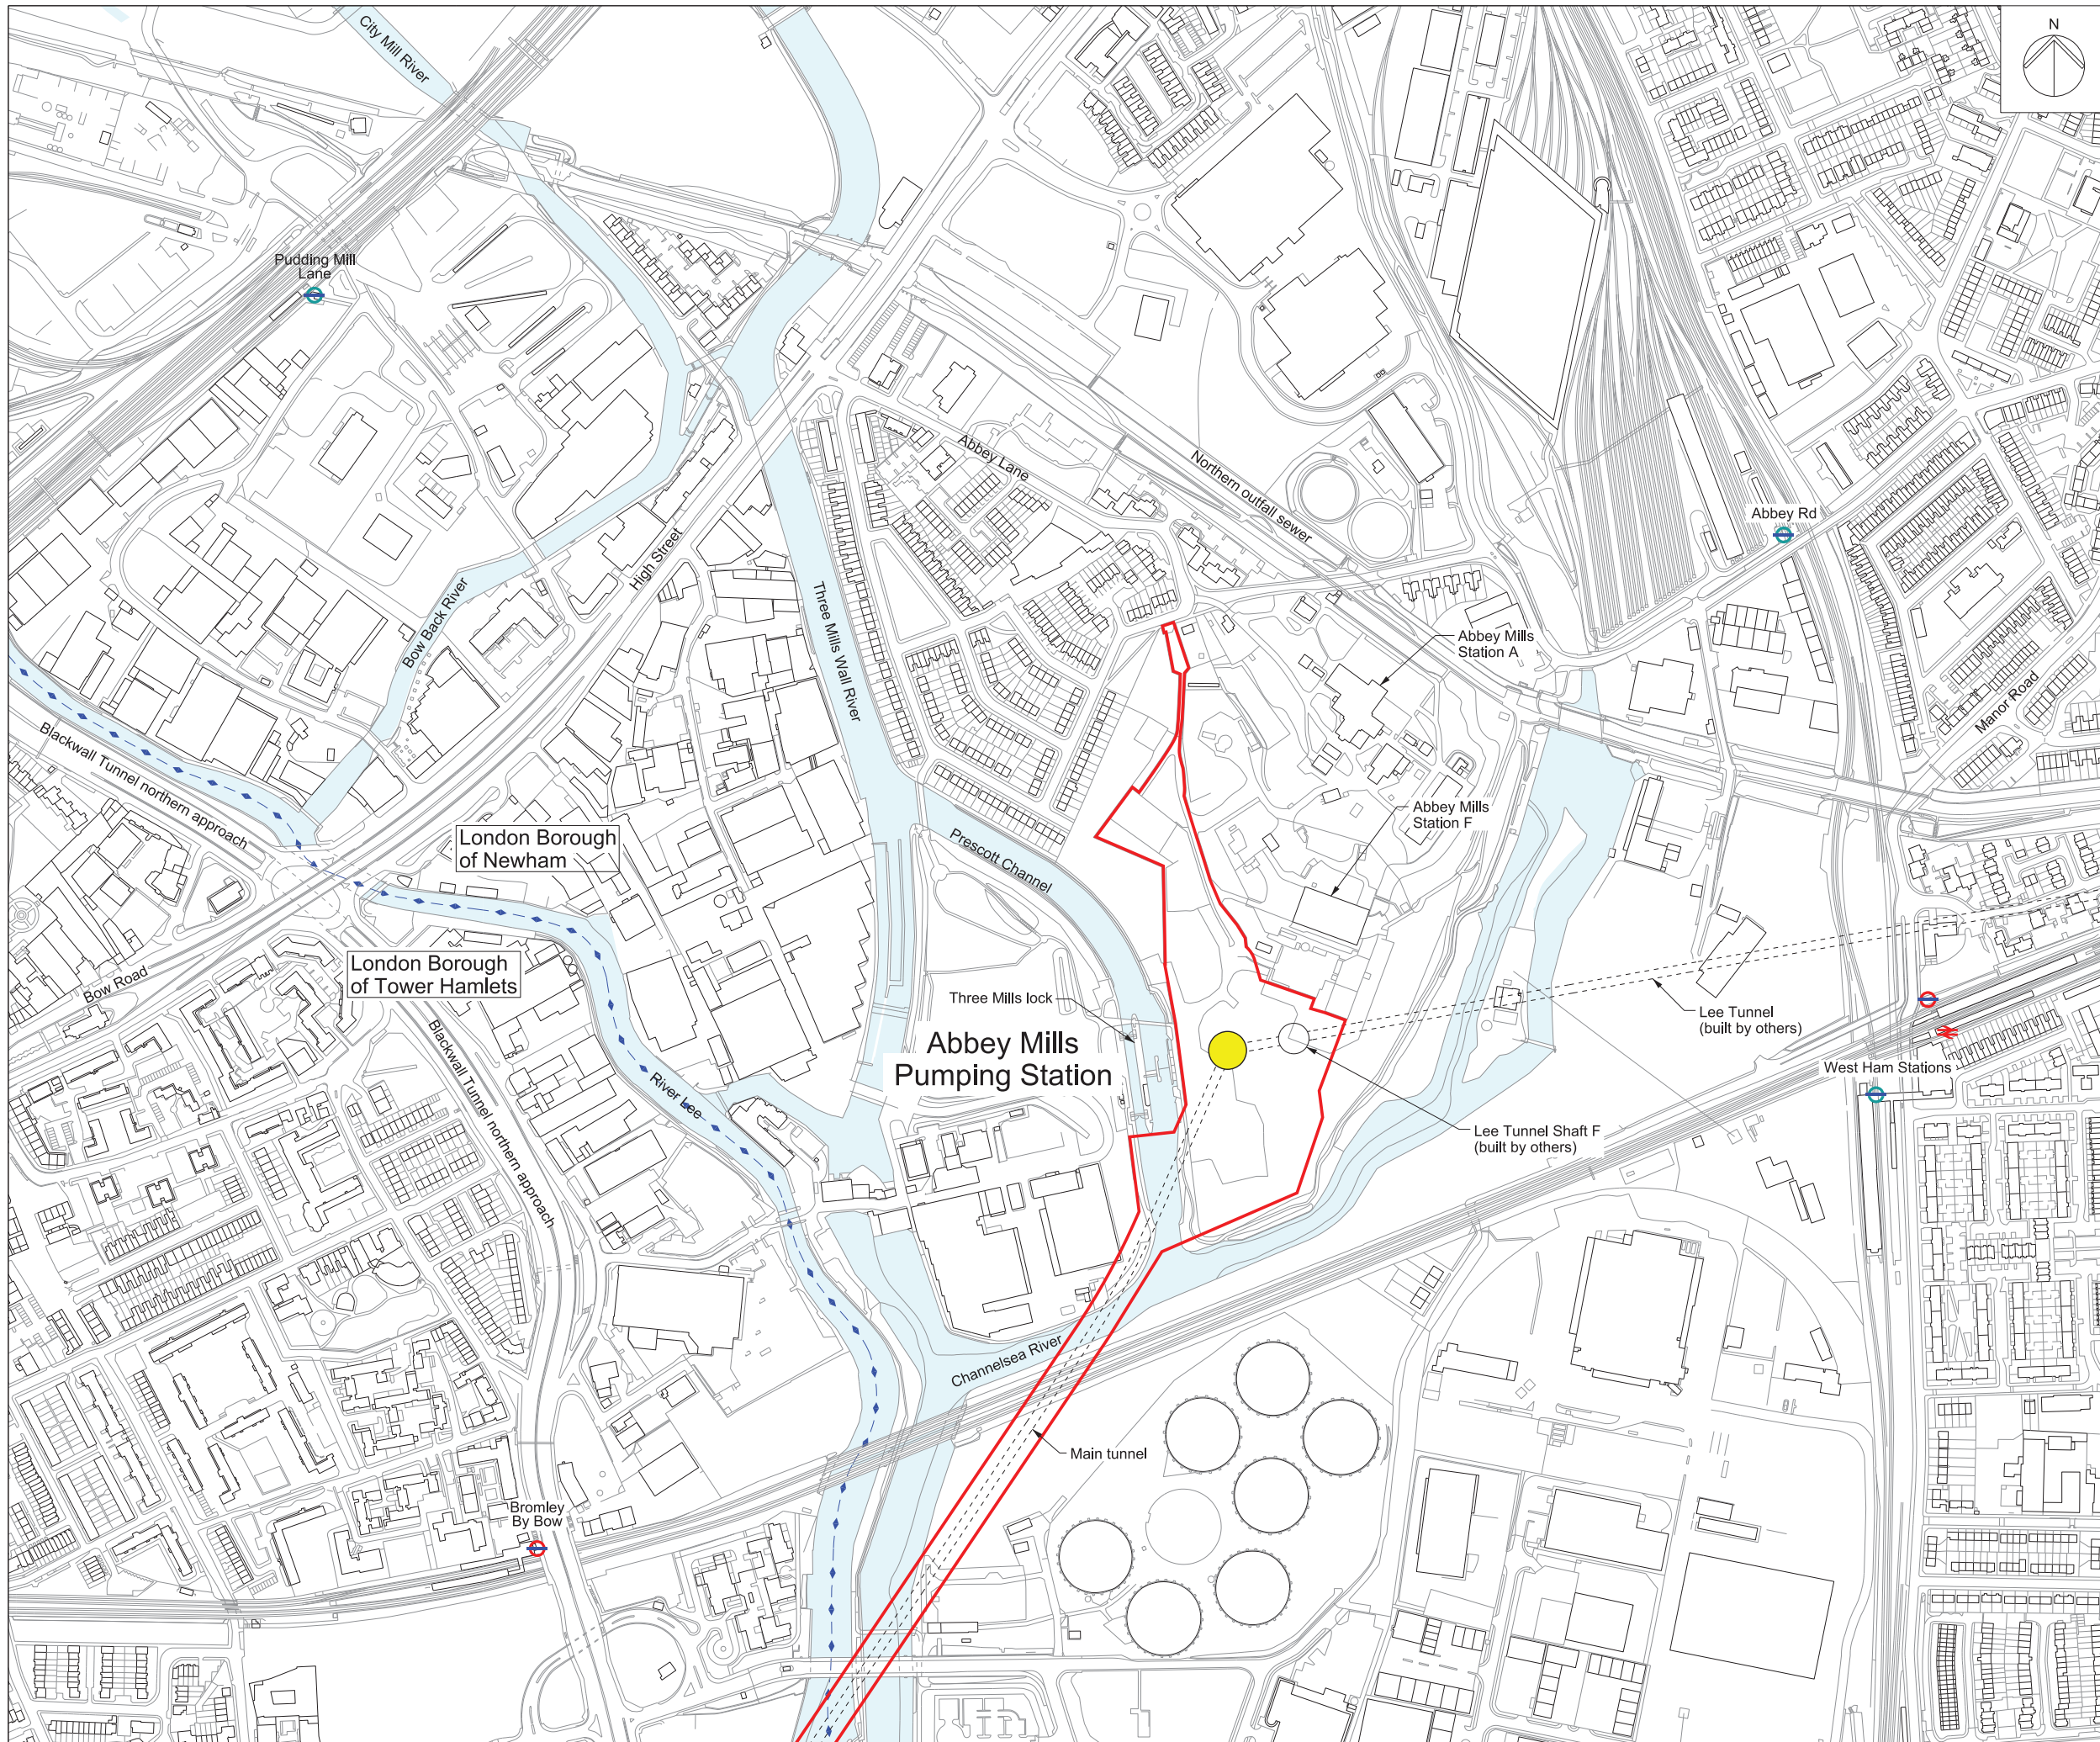 N
City Mill River
Pudding Mill
Lane
Abbey Lane
Northern outfall sewer
Abbey Rd
High Street
Three Mills Wall River
Bow Back River
Abbey Mills
Station A
Manor Road
Blackwall Tunnel northern approach
Abbey Mills
Station F
London Borough
of Newham
Prescott Channel
London Borough
of Tower Hamlets
Bow Road
Three Mills lock
Lee Tunnel
(built by others)
Abbey Mills
Pumping Station
Blackwall Tunnel northern approach
River Lee
West Ham Stations
Lee Tunnel Shaft F
(built by others)
Channelsea River
Main tunnel
Bromley
By Bow